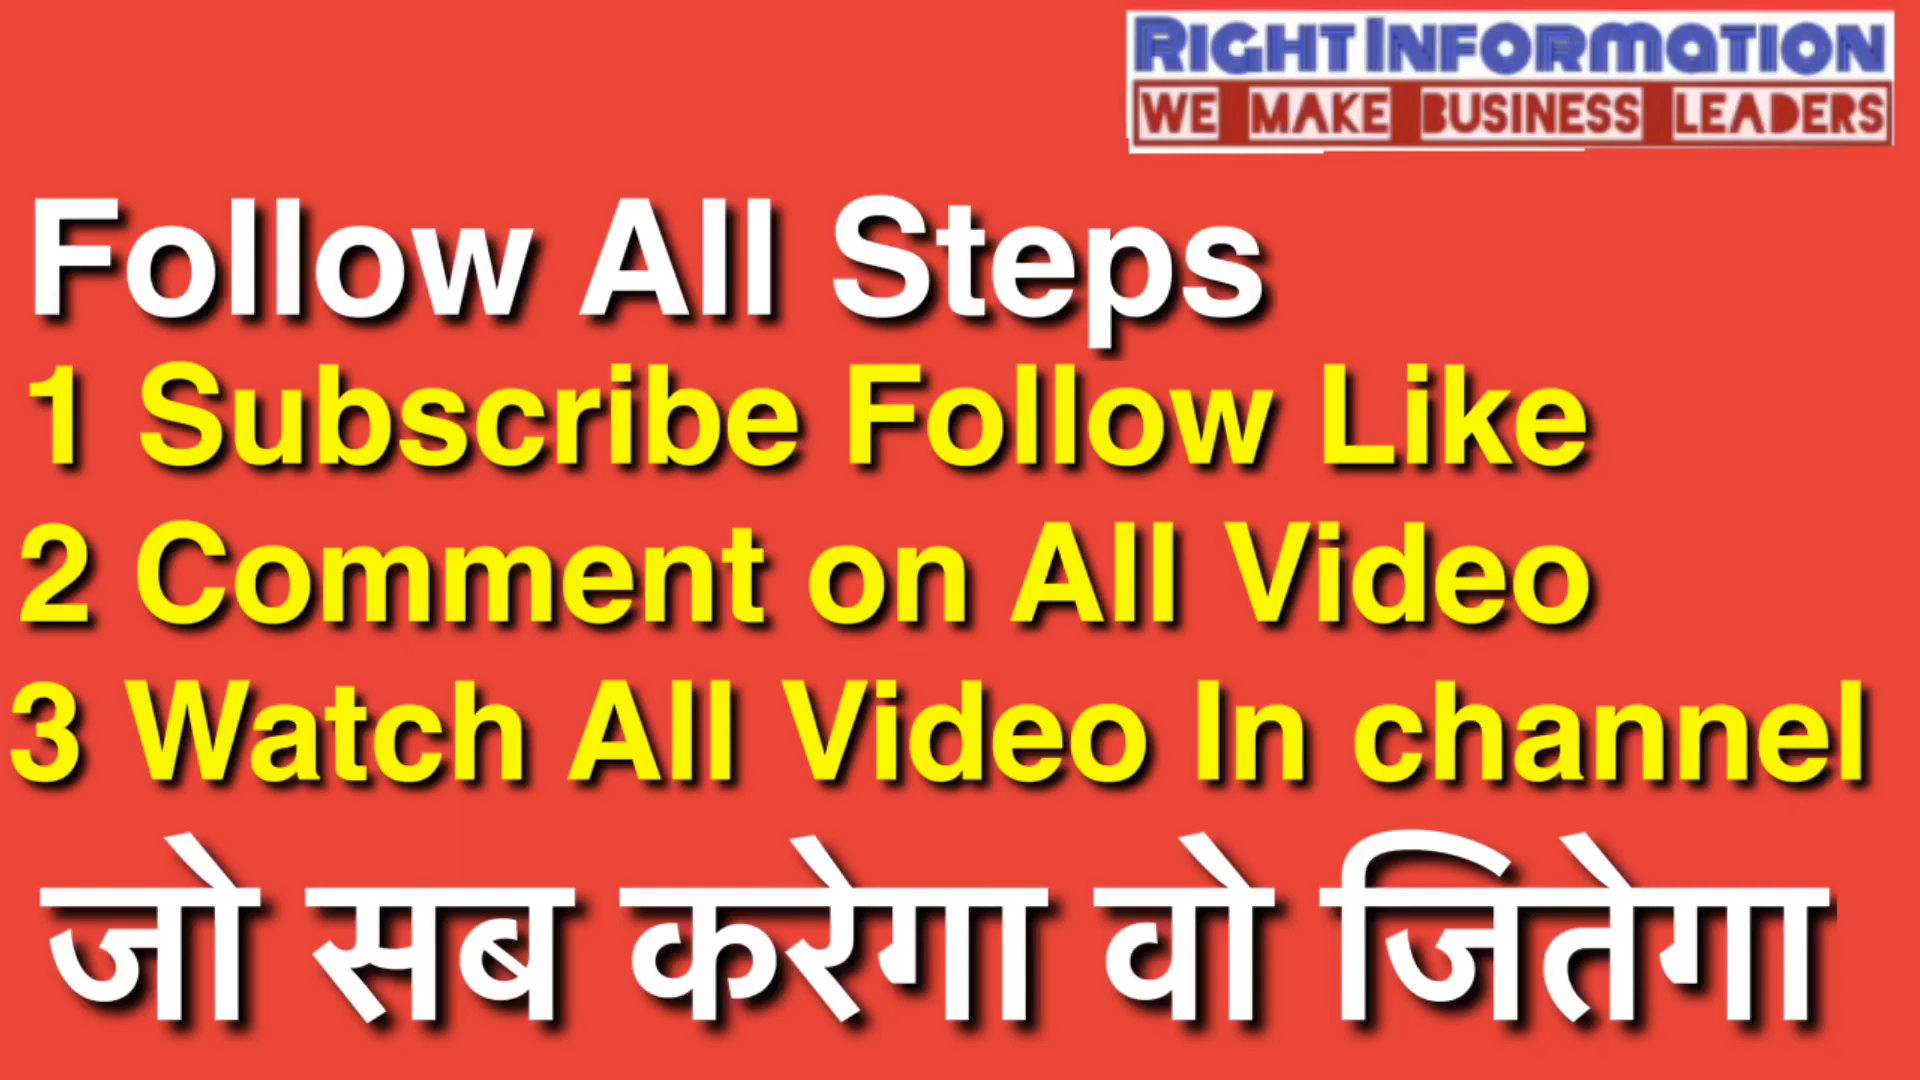 RIGHT INFORMATION
WE MAKE BUSINESS LEADERS
Follow All Steps
1 Subscribe Follow Like
2 Comment on All Video
3 Watch All Video In channel
जो सब करेगा वो जितेगा